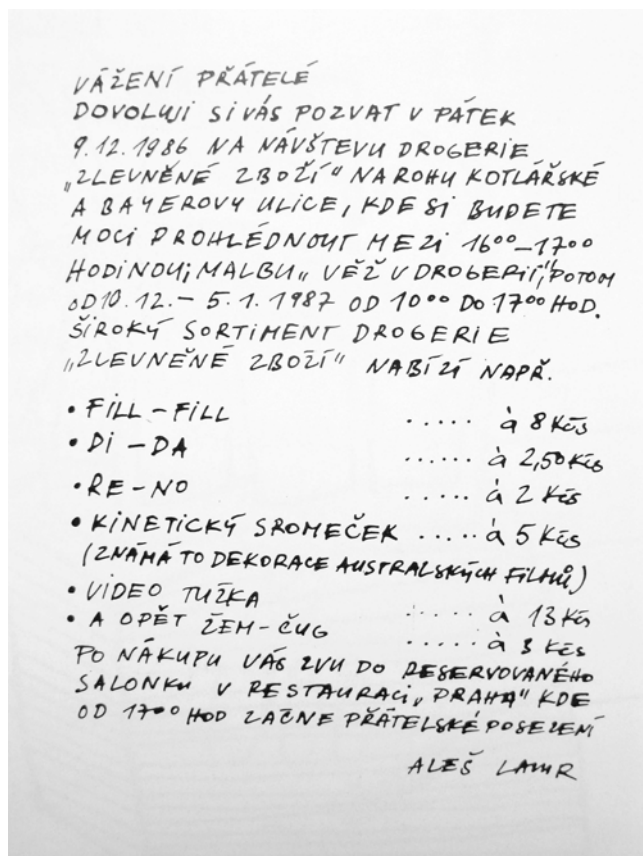 VÁŽENÍ PŘÁTELÉ
DOVOLUJI SI VÁS POZVAT V PÁTEK
9.12.1986 NA NÁVŠTEVU DROGERIE
„ZLEVNĚNÉ ZBOŽÍ" NA ROHU KOTLÁŘSKÉ
A BAYEROVY ULICE, KDE SI BUDETE
MOCI PROHLÉDNOUT MEZI 16⁰⁰–17⁰⁰
HODINOU; MALBU „VĚŽ V DROGERII", POTOM
OD 10.12. – 5.1.1987 OD 10⁰⁰ DO 17⁰⁰ HOD.
ŠIROKÝ SORTIMENT DROGERIE
„ZLEVNĚNÉ ZBOŽÍ" NABÍZÍ NAPŘ.
• FILL – FILL ..... à 8 Kčs
• DI – DA ...... à 2,50 Kčs
• RE – NO ..... à 2 Kčs
• KINETICKÝ SROMEČEK ..... à 5 Kčs
(ZNÁMÁ TO DEKORACE AUSTRALSKÝCH FILMŮ)
• VIDEO TUŽKA ..... à 13 Kčs
• A OPĚT ŽEM – ČUG ..... à 3 Kčs
PO NÁKUPU VÁS ZVU DO RESERVOVANÉHO
SALONKU V RESTAURACI „PRAHA" KDE
OD 17⁰⁰ HOD ZAČNE PŘÁTELSKÉ POSEZENÍ
ALEŠ LAMR